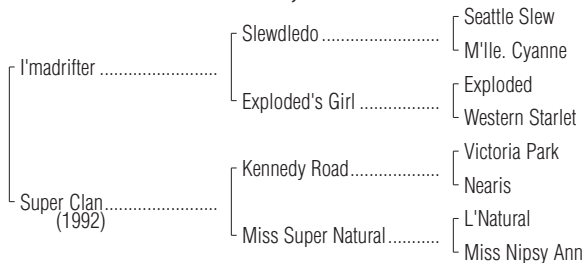 Seattle Slew
Slewdledo
M'lle. Cyanne
I'madrifter
Exploded
Exploded's Girl
Western Starlet
Victoria Park
Kennedy Road
Nearis
Super Clan
(1992)
L'Natural
Miss Super Natural
Miss Nipsy Ann